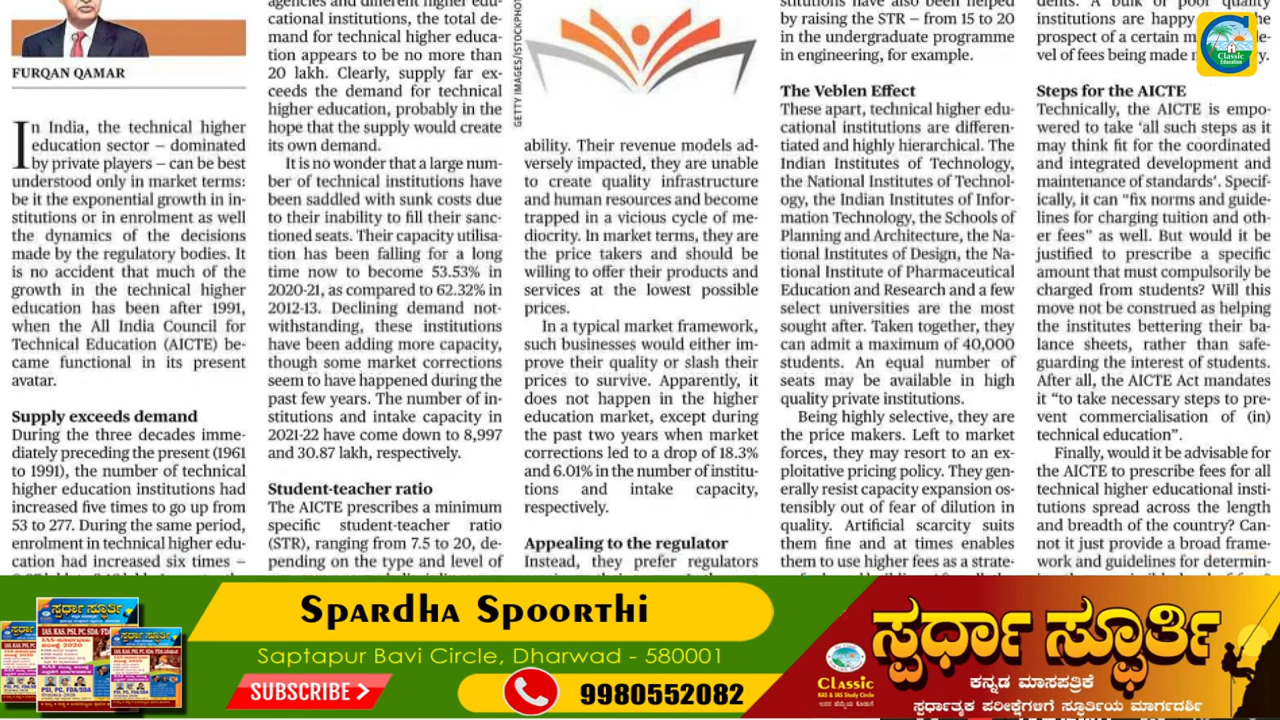 FURQAN QAMAR
In India, the technical higher
education sector — dominated
by private players — can be best
understood only in market terms:
be it the exponential growth in in-
stitutions or in enrolment as well
the dynamics of the decisions
made by the regulatory bodies. It
is no accident that much of the
growth in the technical higher
education has been after 1991,
when the All India Council for
Technical Education (AICTE) be-
came functional in its present
avatar.
Supply exceeds demand
During the three decades imme-
diately preceding the present (1961
to 1991), the number of technical
higher education institutions had
increased five times to go up from
53 to 277. During the same period,
enrolment in technical higher edu-
cation had increased six times –
agencies and different higher edu-
cational institutions, the total de-
mand for technical higher educa-
tion appears to be no more than
20 lakh. Clearly, supply far ex-
ceeds the demand for technical
higher education, probably in the
hope that the supply would create
its own demand.
It is no wonder that a large num-
ber of technical institutions have
been saddled with sunk costs due
to their inability to fill their sanc-
tioned seats. Their capacity utilisa-
tion has been falling for a long
time now to become 53.53% in
2020-21, as compared to 62.32% in
2012-13. Declining demand not-
withstanding, these institutions
have been adding more capacity,
though some market corrections
seem to have happened during the
past few years. The number of in-
stitutions and intake capacity in
2021-22 have come down to 8,997
and 30.87 lakh, respectively.
Student-teacher ratio
The AICTE prescribes a minimum
specific student-teacher ratio
(STR), ranging from 7.5 to 20, de-
pending on the type and level of
GETTY IMAGES/ISTOCKPHOTO
ability. Their revenue models ad-
versely impacted, they are unable
to create quality infrastructure
and human resources and become
trapped in a vicious cycle of me-
diocrity. In market terms, they are
the price takers and should be
willing to offer their products and
services at the lowest possible
prices.
In a typical market framework,
such businesses would either im-
prove their quality or slash their
prices to survive. Apparently, it
does not happen in the higher
education market, except during
the past two years when market
corrections led to a drop of 18.3%
and 6.01% in the number of institu-
tions and intake capacity,
respectively.
Appealing to the regulator
Instead, they prefer regulators
stitutions have also been helped
by raising the STR – from 15 to 20
in the undergraduate programme
in engineering, for example.
The Veblen Effect
These apart, technical higher edu-
cational institutions are differen-
tiated and highly hierarchical. The
Indian Institutes of Technology,
the National Institutes of Technol-
ogy, the Indian Institutes of Infor-
mation Technology, the Schools of
Planning and Architecture, the Na-
tional Institutes of Design, the Na-
tional Institute of Pharmaceutical
Education and Research and a few
select universities are the most
sought after. Taken together, they
can admit a maximum of 40,000
students. An equal number of
seats may be available in high
quality private institutions.
Being highly selective, they are
the price makers. Left to market
forces, they may resort to an ex-
ploitative pricing policy. They gen-
erally resist capacity expansion os-
tensibly out of fear of dilution in
quality. Artificial scarcity suits
them fine and at times enables
them to use higher fees as a strate-
dents. A bulk of poor quality
institutions are happy
prospect of a certain
vel of fees being made
Steps for the AICTE
Technically, the AICTE is empo-
wered to take 'all such steps as it
may think fit for the coordinated
and integrated development and
maintenance of standards'. Specif-
ically, it can "fix norms and guide-
lines for charging tuition and oth-
er fees" as well. But would it be
justified to prescribe a specific
amount that must compulsorily be
charged from students? Will this
move not be construed as helping
the institutes bettering their ba-
lance sheets, rather than safe-
guarding the interest of students.
After all, the AICTE Act mandates
it "to take necessary steps to pre-
vent commercialisation of (in)
technical education".
Finally, would it be advisable for
the AICTE to prescribe fees for all
technical higher educational insti-
tutions spread across the length
and breadth of the country? Can-
not it just provide a broad frame-
work and guidelines for determin-
Classic
Education
Spardha Spoorthi
Saptapur Bavi Circle, Dharwad - 580001
SUBSCRIBE
9980552082
Classic
KAS & IAS Study Circle
ಸ್ಪರ್ಧಾ ಸ್ಫೂರ್ತಿ
ಕನ್ನಡ ಮಾಸಪತ್ರಿಕೆ
ಸ್ಪರ್ಧಾತ್ಮಕ ಪರೀಕ್ಷೆಗಳಿಗೆ ಸ್ಫೂರ್ತಿಯ ಮಾರ್ಗದರ್ಶಿ